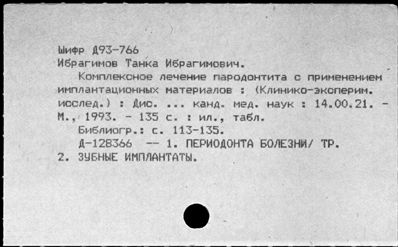 Шифр Д93-766
Ибрагимов Танка Ибрагимович.
Комплексное лечение пародонтита с применением
имплантационных материалов : (Клинико-эксперим.
исслед.) : Дис. ... канд. мед. наук : 14.00.21. -
М., 1993. - 135 с. : ил., табл.
Библиогр.: с. 113-135.
Д-128366 -- 1. ПЕРИОДОНТА БОЛЕЗНИ/ ТР.
2. ЗУБНЫЕ ИМПЛАНТАТЫ.